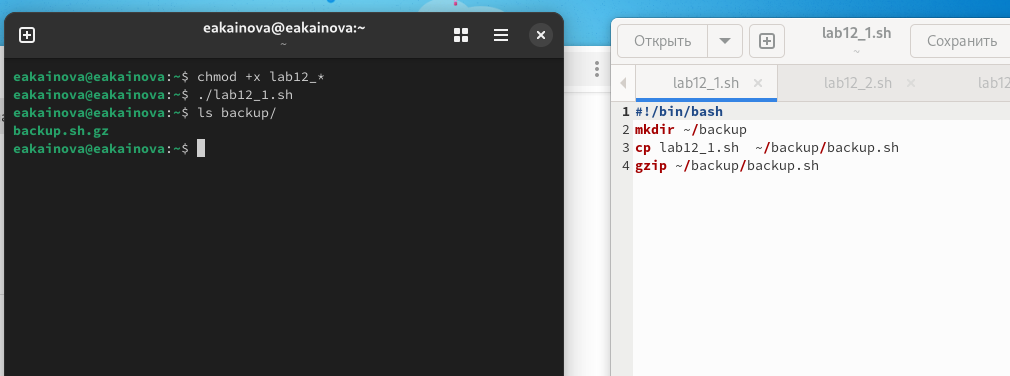 eakainova@eakainova:~
~
eakainova@eakainova:~$ chmod +x lab12_*
eakainova@eakainova:~$ ./lab12_1.sh
eakainova@eakainova:~$ ls backup/
backup.sh.gz
eakainova@eakainova:~$
Открыть
lab12_1.sh
~
Сохранить
lab12_1.sh
lab12_2.sh
lab12
1 #!/bin/bash
2 mkdir ~/backup
3 cp lab12_1.sh  ~/backup/backup.sh
4 gzip ~/backup/backup.sh